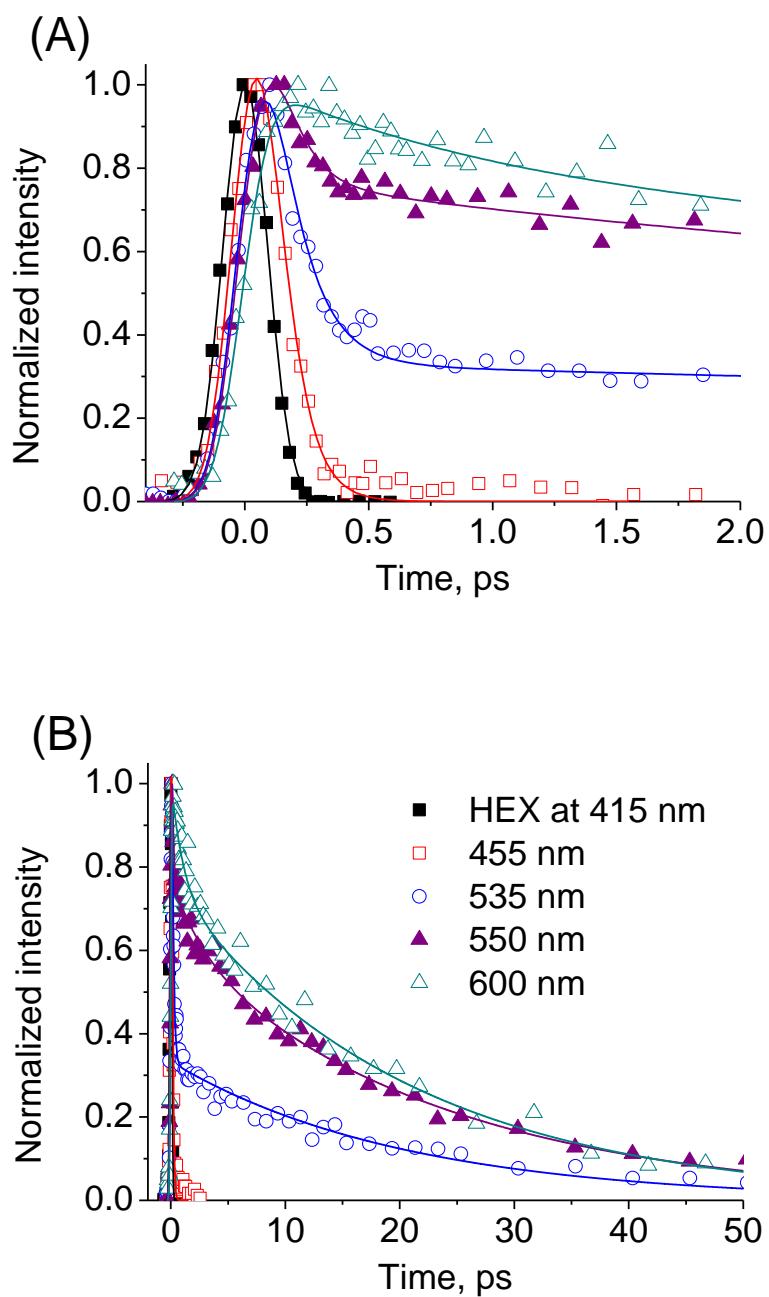 (A)
1.0
0.8
0.6
0.4
0.2
0.0
Normalized intensity
0.0 0.5 1.0 1.5 2.0
Time, ps
(B)
1.0
0.8
0.6
0.4
0.2
0.0
Normalized intensity
HEX at 415 nm
455 nm
535 nm
550 nm
600 nm
0 10 20 30 40 50
Time, ps